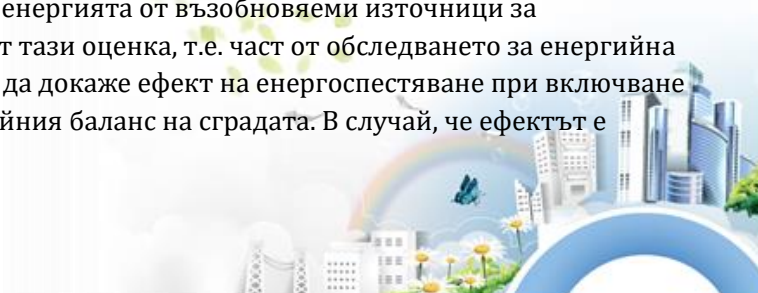 енергията от възобновяеми източници за
т тази оценка, т.е. част от обследването за енергийна
да докаже ефект на енергоспестяване при включване
йния баланс на сградата. В случай, че ефектът е